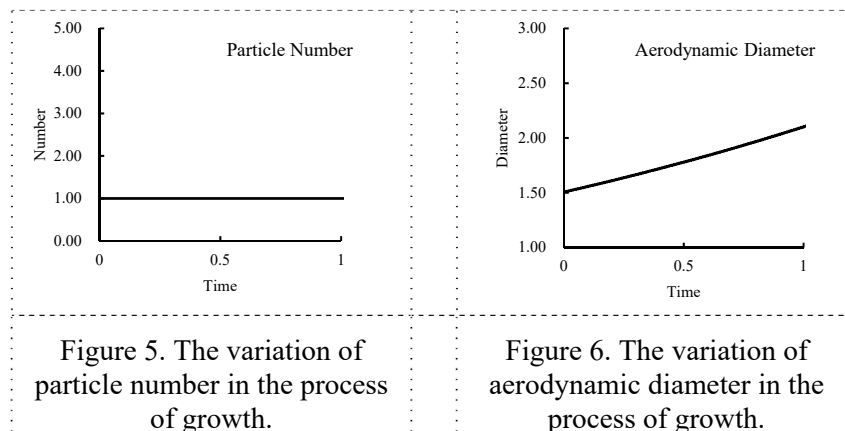 Particle Number
5.00
4.00
3.00
2.00
1.00
0.00
Number
0
0.5
1
Time
Figure 5. The variation of
particle number in the process
of growth.
Aerodynamic Diameter
3.00
2.00
1.50
1.00
Diameter
0
0.5
1
Time
Figure 6. The variation of
aerodynamic diameter in the
process of growth.